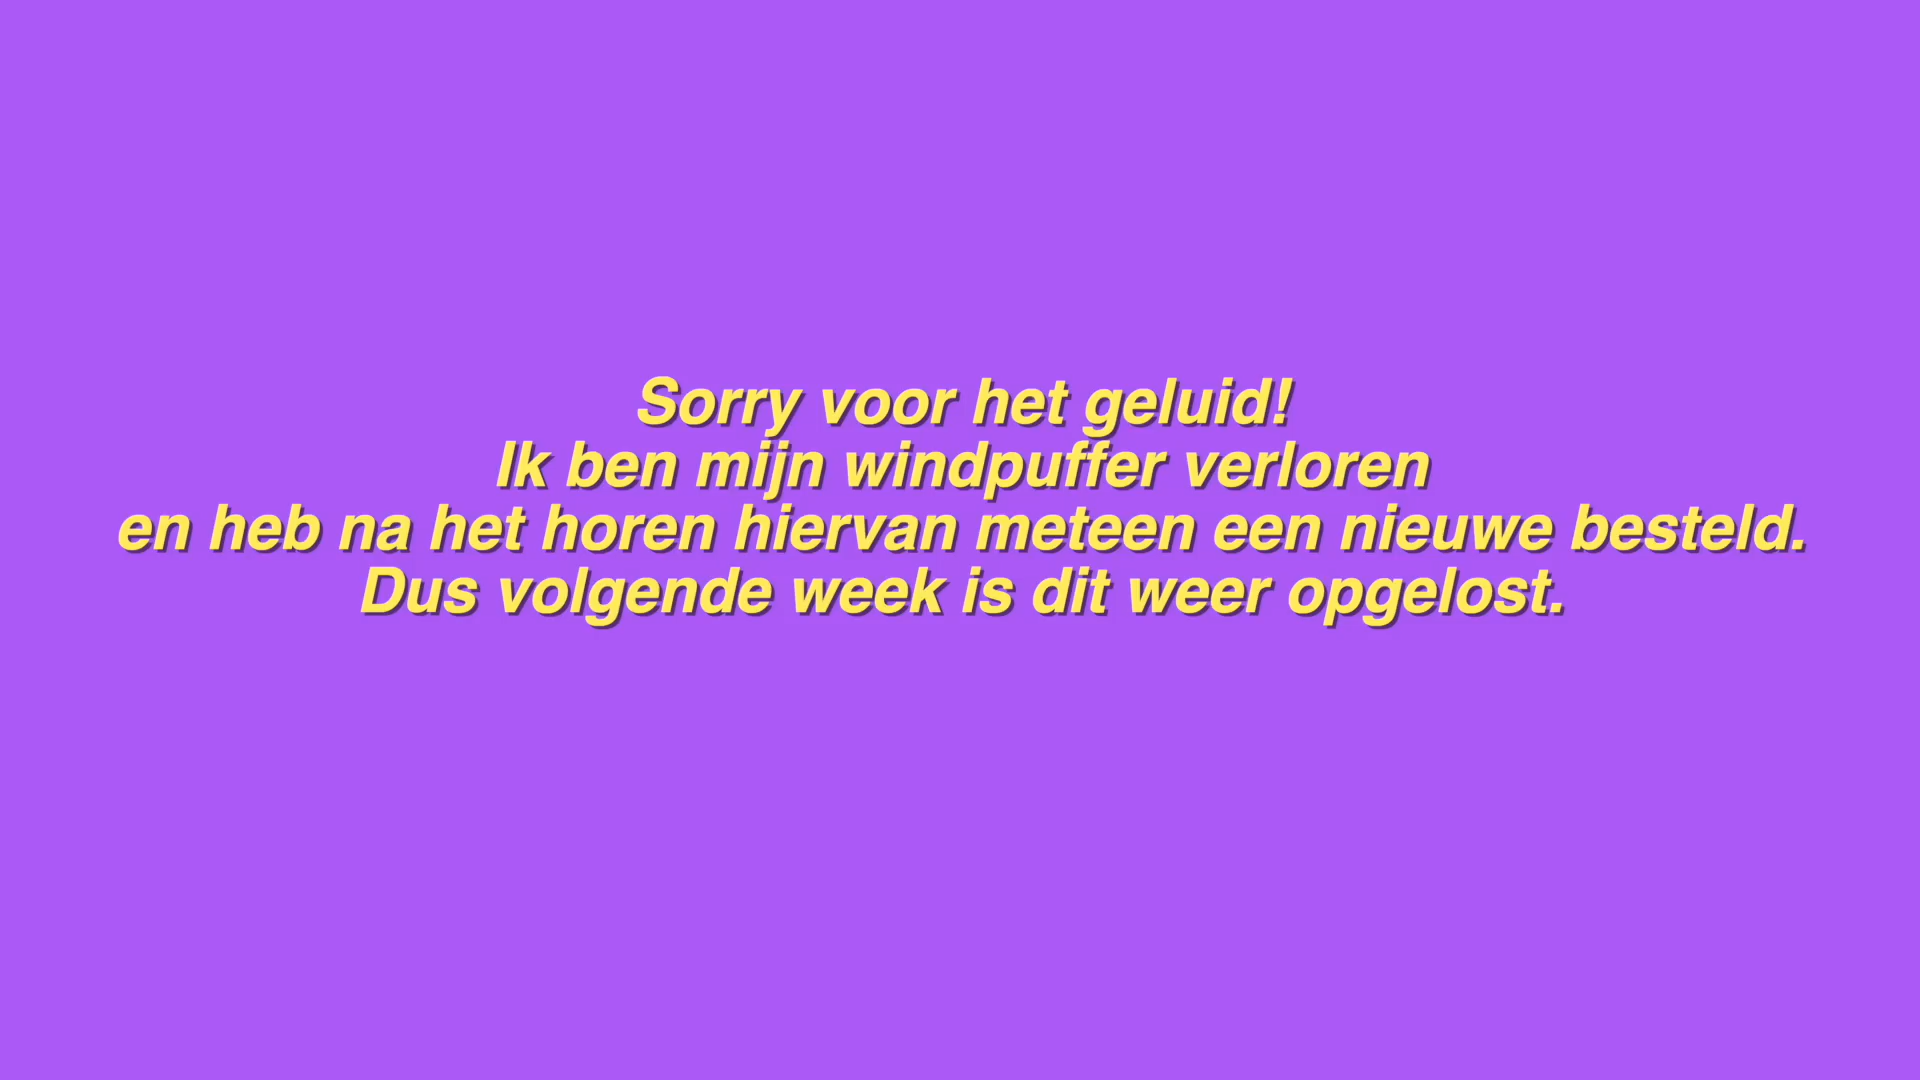 Sorry voor het geluid!
Ik ben mijn windpuffer verloren
en heb na het horen hiervan meteen een nieuwe besteld.
Dus volgende week is dit weer opgelost.